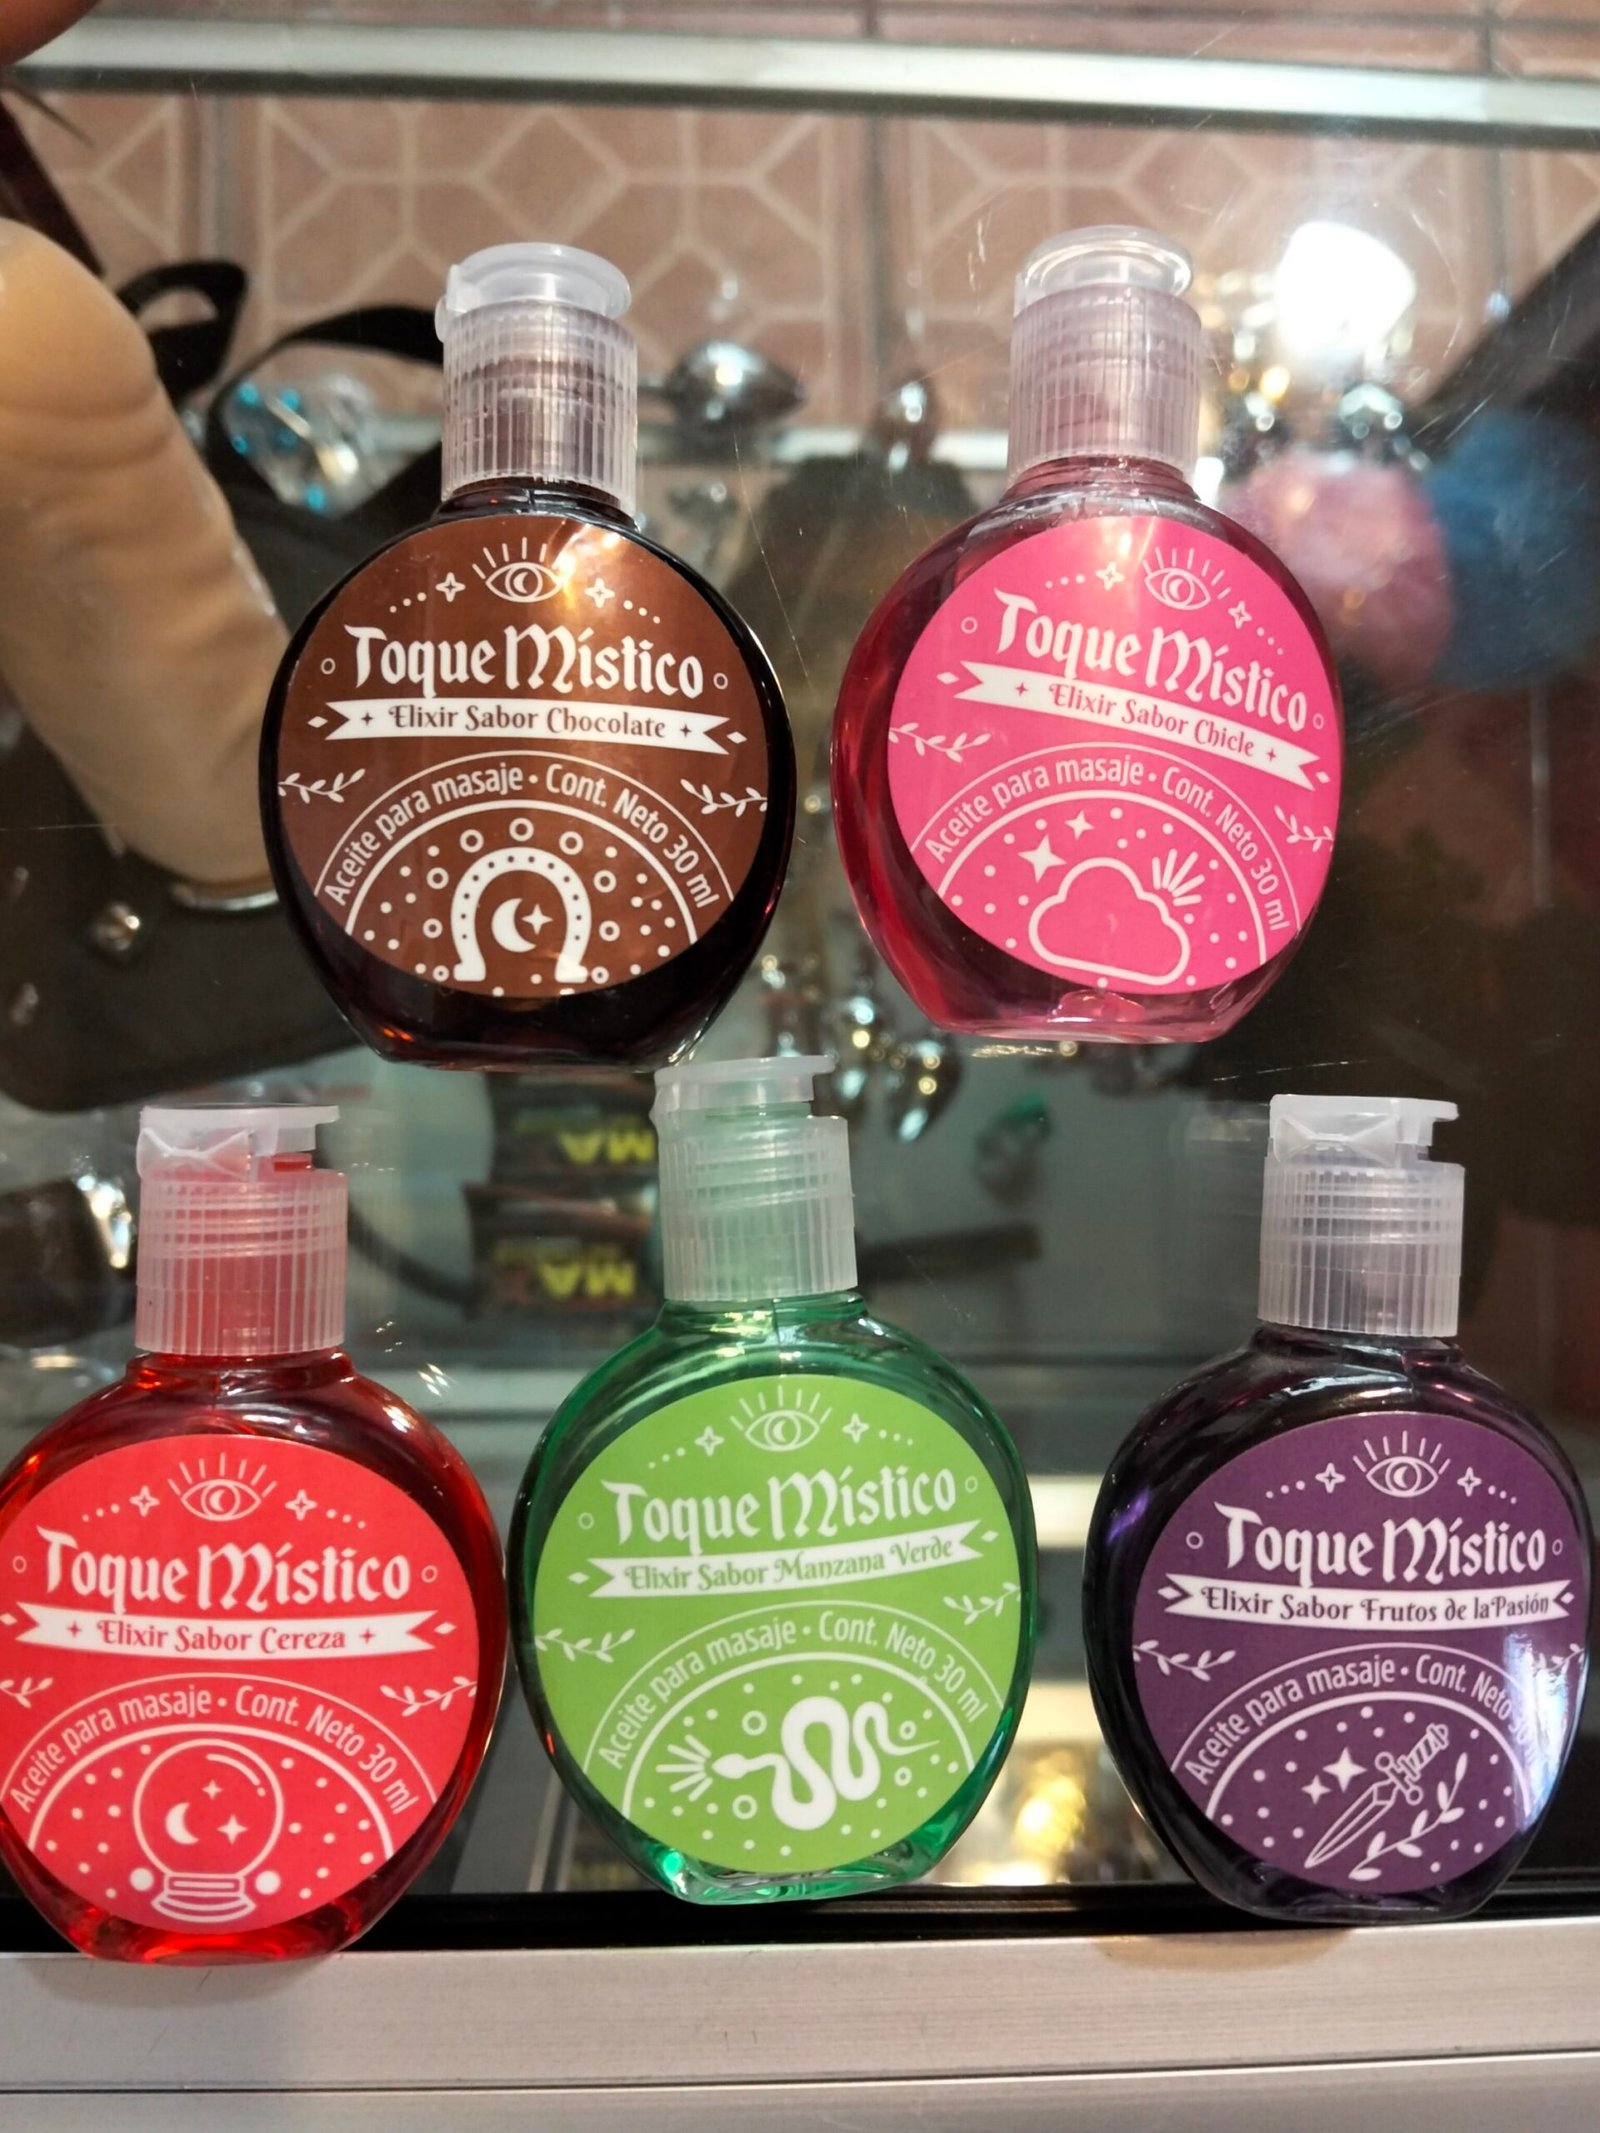 Toque Místico
Elixir Sabor Chocolate
Aceite para masaje • Cont. Neto 30 ml
Toque Místico
Elixir Sabor Chicle
Aceite para masaje • Cont. Neto 30 ml
Toque Místico
Elixir Sabor Cereza
Aceite para masaje • Cont. Neto 30 ml
Toque Místico
Elixir Sabor Manzana Verde
Aceite para masaje • Cont. Neto 30 ml
Toque Místico
Elixir Sabor Frutos de la Pasión
Aceite para masaje • Cont. Neto 30 ml